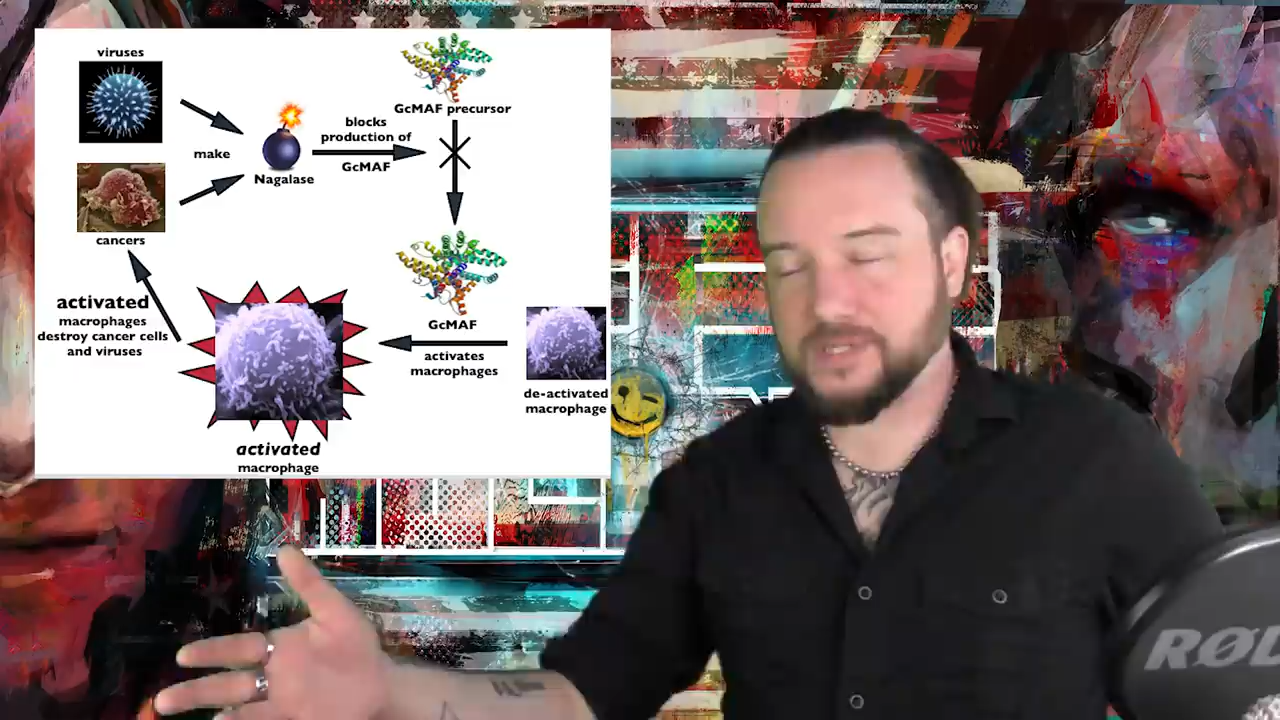 viruses
make
cancers
Nagalase
blocks
production of
GcMAF
GcMAF precursor
GcMAF
activates
macrophages
de-activated
macrophage
activated
macrophage
activated
macrophages
destroy cancer cells
and viruses
RØD